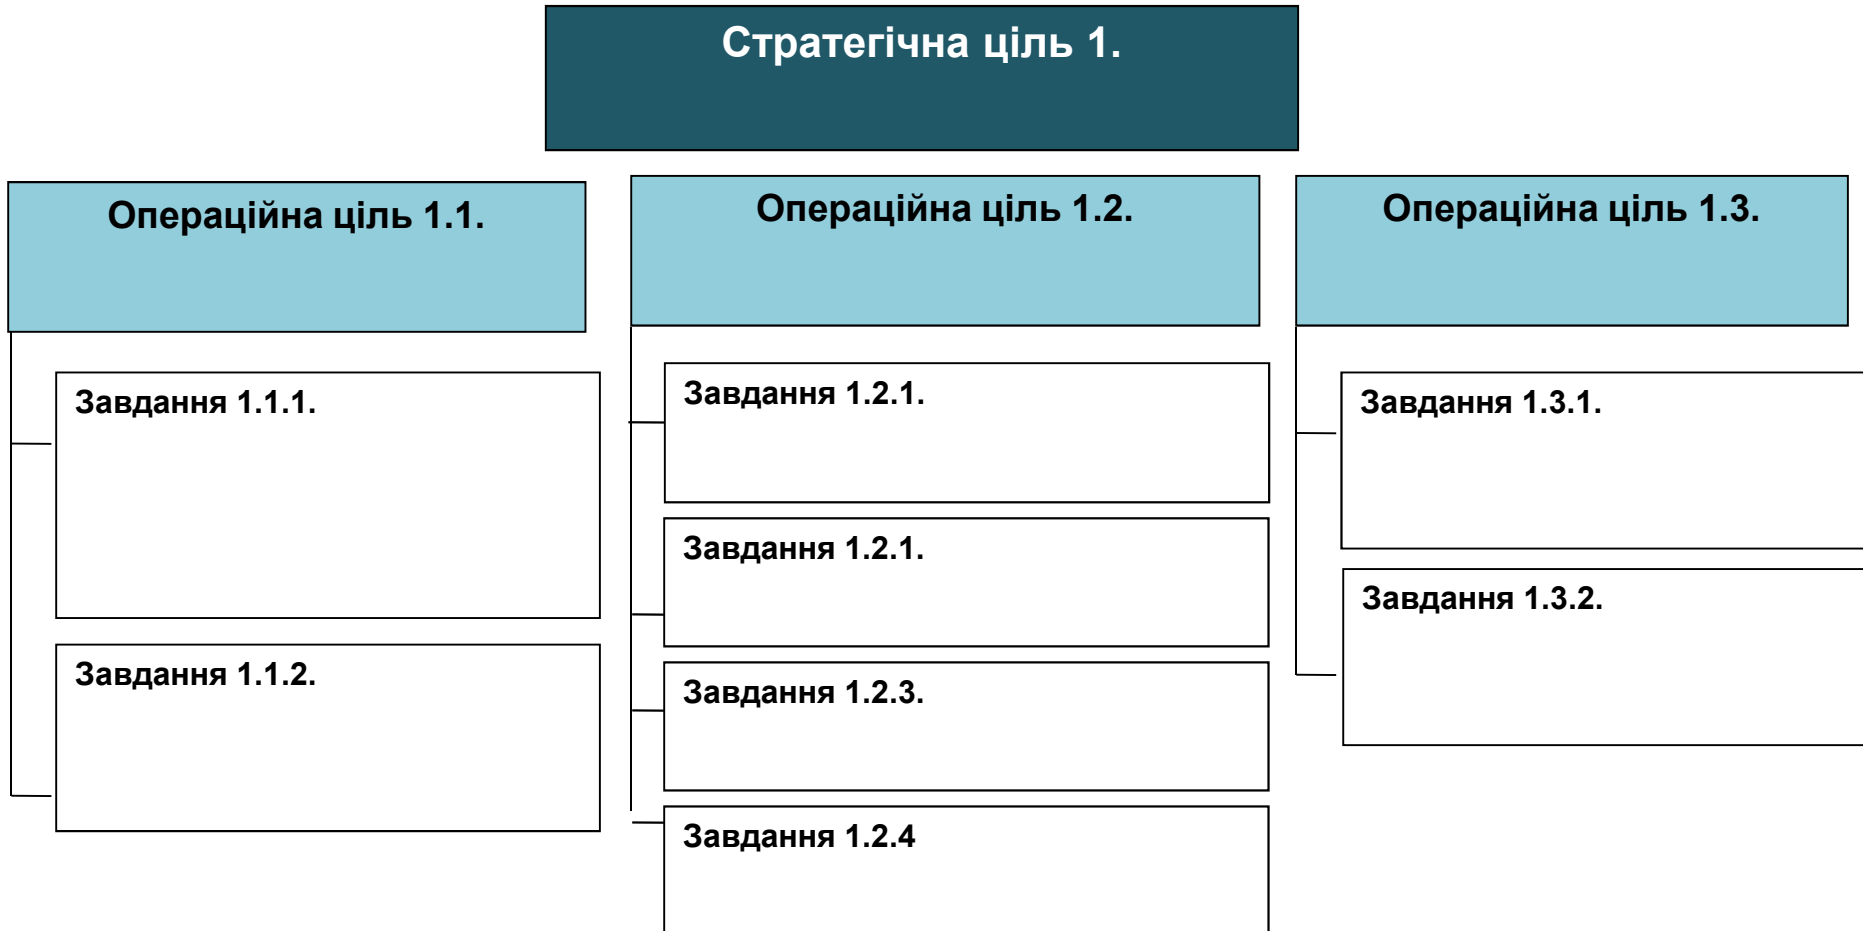 Стратегічна ціль 1.
Операційна ціль 1.1.
Операційна ціль 1.2.
Операційна ціль 1.3.
Завдання 1.1.1.
Завдання 1.1.2.
Завдання 1.2.1.
Завдання 1.2.1.
Завдання 1.2.3.
Завдання 1.2.4
Завдання 1.3.1.
Завдання 1.3.2.